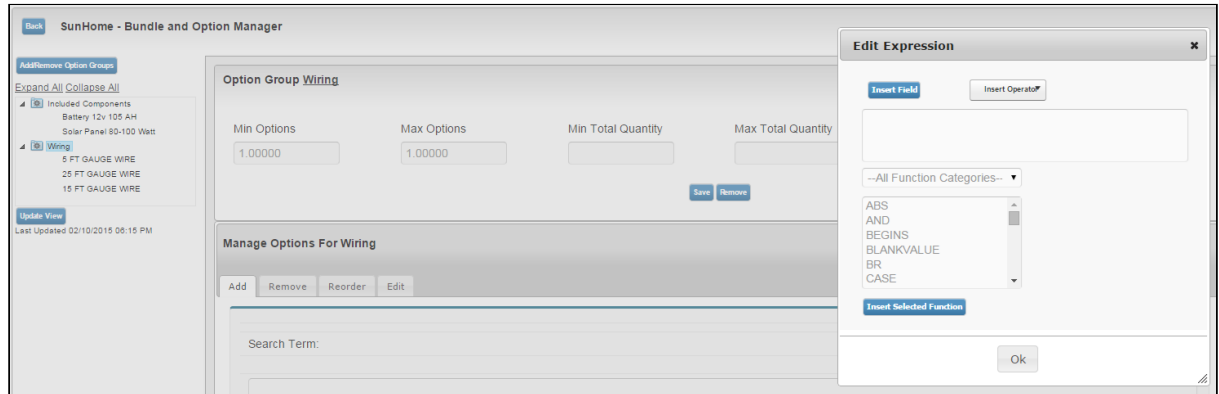 Back SunHome - Bundle and Option Manager
Add/Remove Option Groups
Expand All Collapse All
Included Components
Battery 12v 105 AH
Solar Panel 80-100 Watt
Wiring
5 FT GAUGE WIRE
25 FT GAUGE WIRE
15 FT GAUGE WIRE
Update View
Last Updated 02/10/2015 06:15 PM
Option Group Wiring
Min Options Max Options Min Total Quantity Max Total Quantity
1.00000 1.00000
Save Remove
Manage Options For Wiring
Add Remove Reorder Edit
Search Term:
Edit Expression
Insert Field Insert Operator
--All Function Categories--
ABS
AND
BEGINS
BLANKVALUE
BR
CASE
Insert Selected Function
Ok